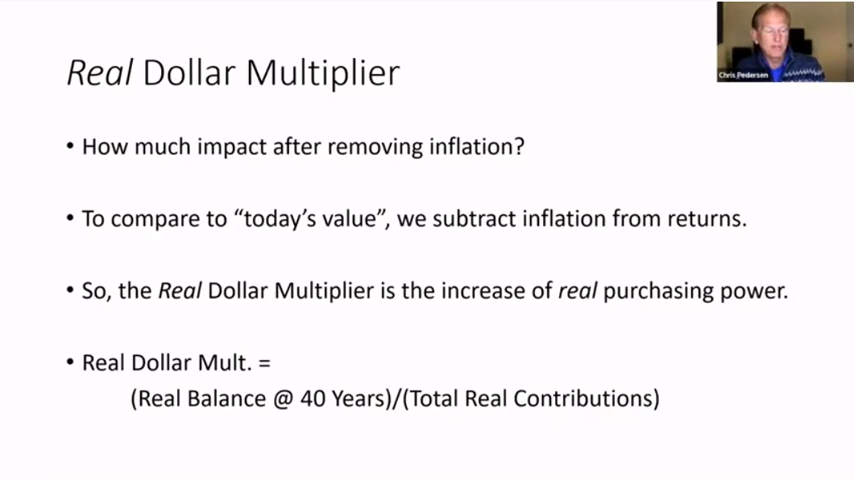 Real Dollar Multiplier
Chris Pedersen
• How much impact after removing inflation?
• To compare to “today’s value”, we subtract inflation from returns.
• So, the Real Dollar Multiplier is the increase of real purchasing power.
• Real Dollar Mult. =
(Real Balance @ 40 Years)/(Total Real Contributions)